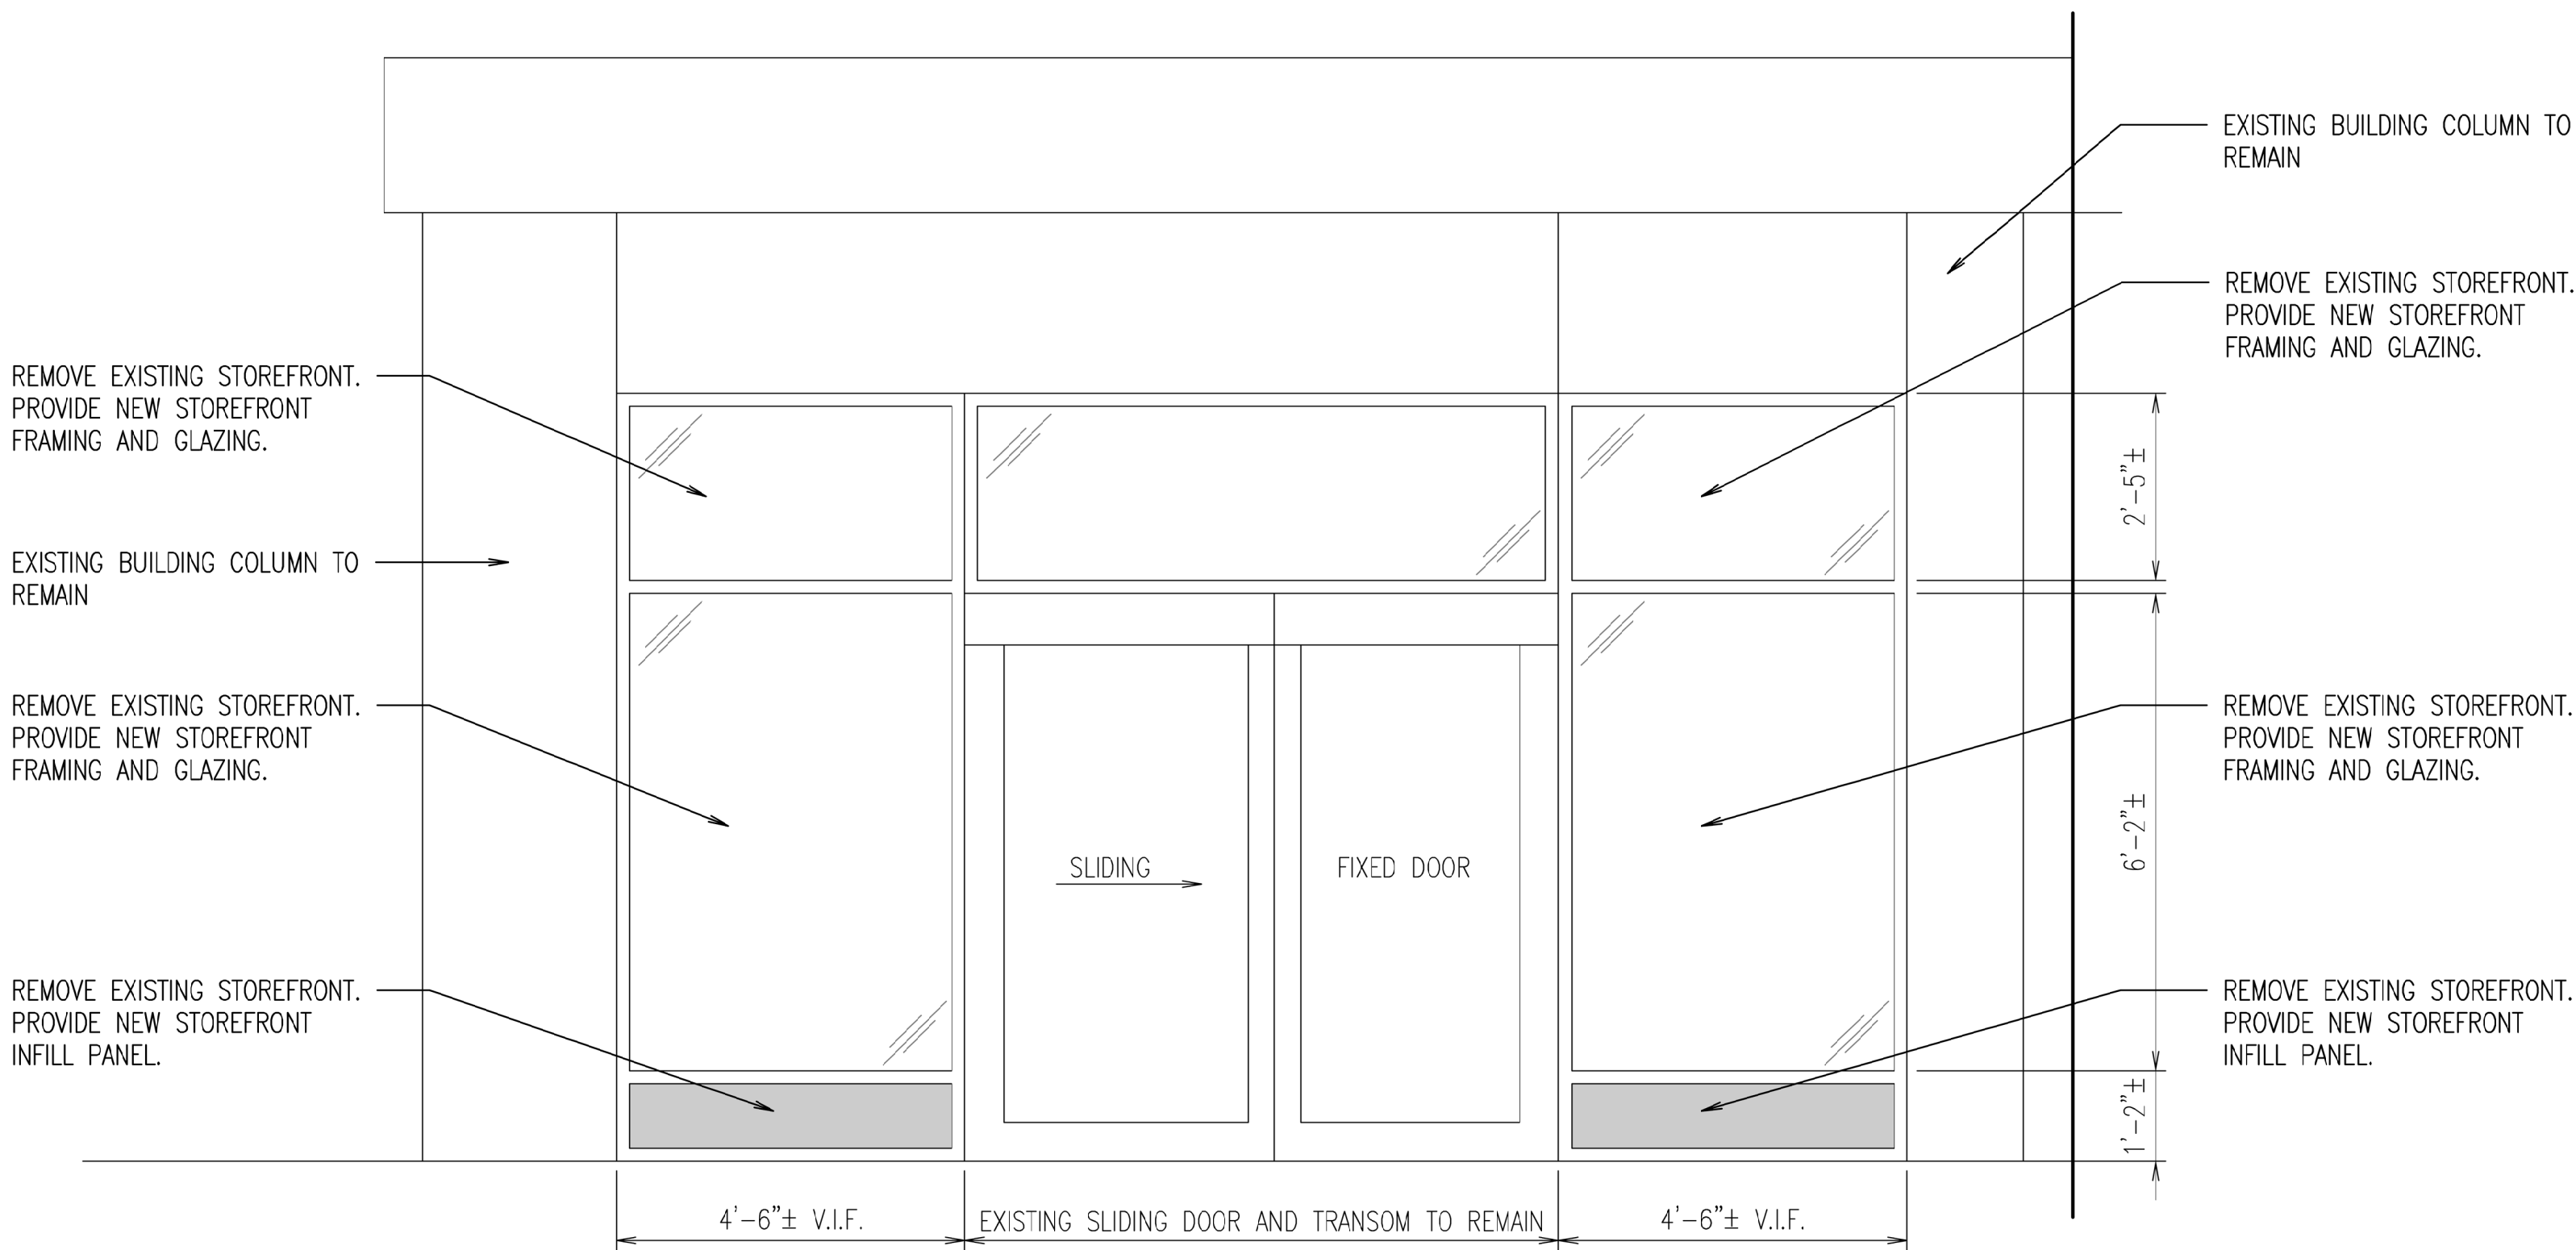 REMOVE EXISTING STOREFRONT.
PROVIDE NEW STOREFRONT
FRAMING AND GLAZING.
EXISTING BUILDING COLUMN TO
REMAIN
REMOVE EXISTING STOREFRONT.
PROVIDE NEW STOREFRONT
FRAMING AND GLAZING.
REMOVE EXISTING STOREFRONT.
PROVIDE NEW STOREFRONT
INFILL PANEL.
SLIDING
FIXED DOOR
4'-6"± V.I.F.
EXISTING SLIDING DOOR AND TRANSOM TO REMAIN
4'-6"± V.I.F.
2'-5"±
6'-2"±
1'-2"±
EXISTING BUILDING COLUMN TO
REMAIN
REMOVE EXISTING STOREFRONT.
PROVIDE NEW STOREFRONT
FRAMING AND GLAZING.
REMOVE EXISTING STOREFRONT.
PROVIDE NEW STOREFRONT
FRAMING AND GLAZING.
REMOVE EXISTING STOREFRONT.
PROVIDE NEW STOREFRONT
INFILL PANEL.